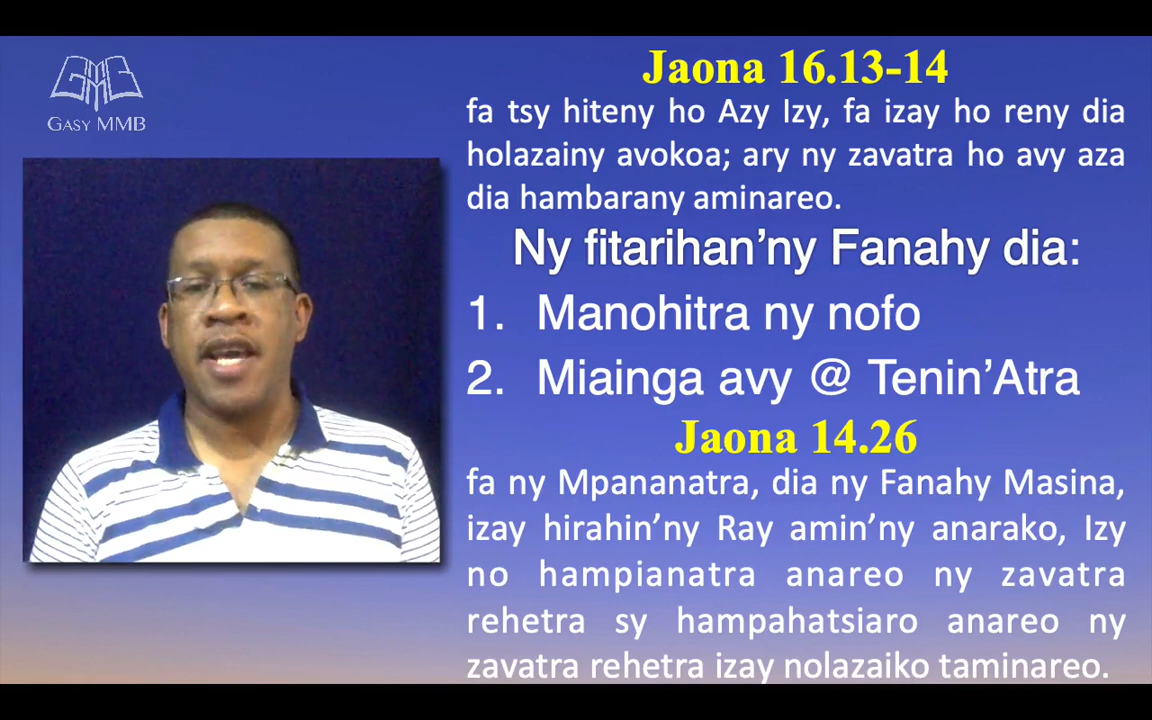 GMB
GASY MMB
Jaona 16.13-14
fa tsy hiteny ho Azy Izy, fa izay ho reny dia
holazainy avokoa; ary ny zavatra ho avy aza
dia hambarany aminareo.
Ny fitarihan’ny Fanahy dia:
1. Manohitra ny nofo
2. Miainga avy @ Tenin’Atra
Jaona 14.26
fa ny Mpananatra, dia ny Fanahy Masina,
izay hirahin’ny Ray amin’ny anarako, Izy
no hampianatra anareo ny zavatra
rehetra sy hampahatsiaro anareo ny
zavatra rehetra izay nolazaiko taminareo.